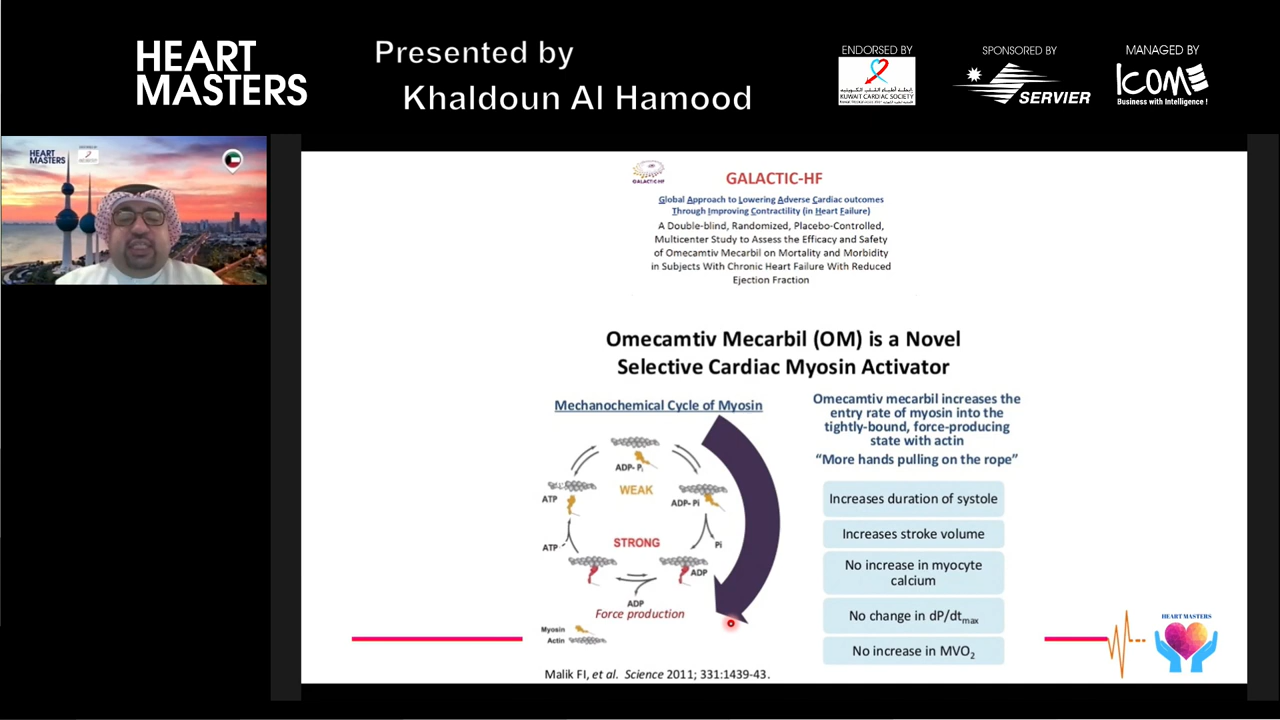 HEART
MASTERS
Presented by
Khaldoun Al Hamood
ENDORSED BY
KUWAIT CARDIAC SOCIETY
SPONSORED BY
SERVIER
MANAGED BY
ICOME
Business with Intelligence !
HEART
MASTERS
GALACTIC-HF
GALACTIC-HF
Global Approach to Lowering Adverse Cardiac outcomes
Through Improving Contractility (in Heart Failure)
A Double-blind, Randomized, Placebo-Controlled,
Multicenter Study to Assess the Efficacy and Safety
of Omecamtiv Mecarbil on Mortality and Morbidity
in Subjects With Chronic Heart Failure With Reduced
Ejection Fraction
Omecamtiv Mecarbil (OM) is a Novel
Selective Cardiac Myosin Activator
Mechanochemical Cycle of Myosin
ADP- Pi
ATP
WEAK
ADP- Pi
ATP
STRONG
Pi
ADP
ADP
Force production
Myosin
Actin
Omecamtiv mecarbil increases the
entry rate of myosin into the
tightly-bound, force-producing
state with actin
“More hands pulling on the rope”
Increases duration of systole
Increases stroke volume
No increase in myocyte
calcium
No change in dP/dtmax
No increase in MVO2
HEART MASTERS
Malik FI, et al. Science 2011; 331:1439-43.